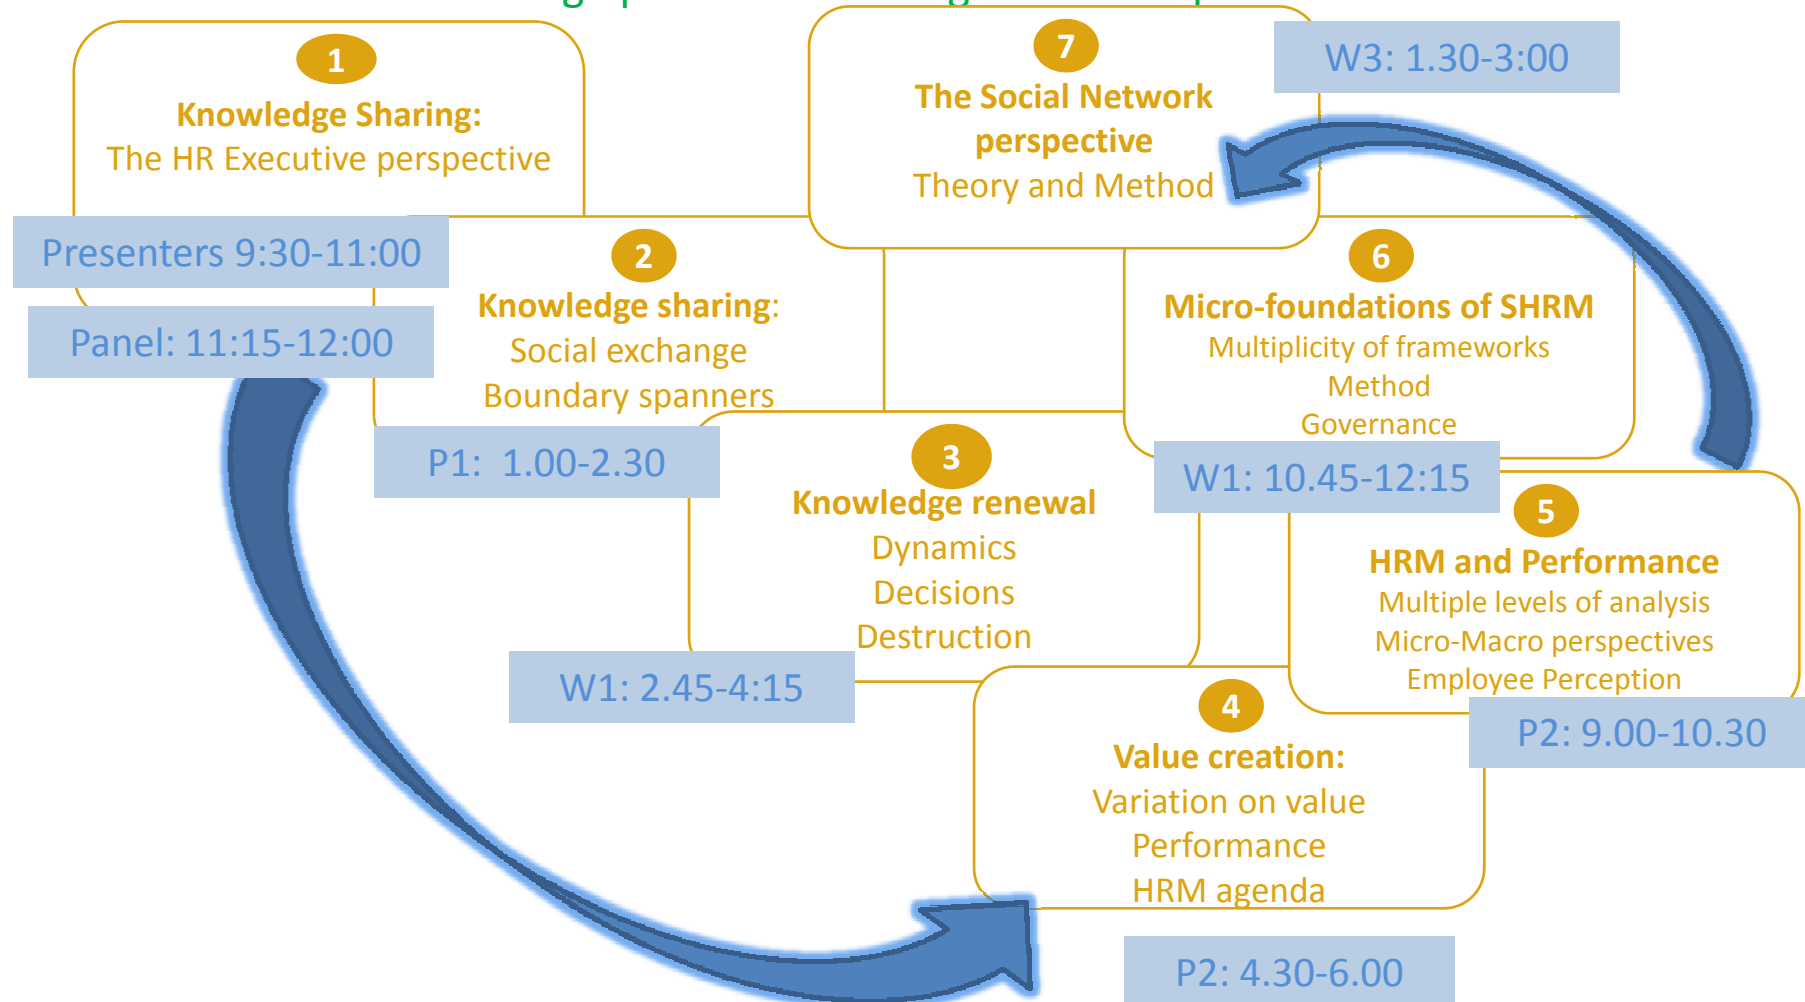 1
Knowledge Sharing:
The HR Executive perspective
Presenters 9:30-11:00
Panel: 11:15-12:00
2
Knowledge sharing:
Social exchange
Boundary spanners
P1: 1.00-2.30
3
Knowledge renewal
Dynamics
Decisions
Destruction
W1: 2.45-4:15
4
Value creation:
Variation on value
Performance
HRM agenda
P2: 4.30-6.00
5
HRM and Performance
Multiple levels of analysis
Micro-Macro perspectives
Employee Perception
P2: 9.00-10.30
6
Micro-foundations of SHRM
Multiplicity of frameworks
Method
Governance
W1: 10.45-12:15
7
The Social Network
perspective
Theory and Method
W3: 1.30-3:00